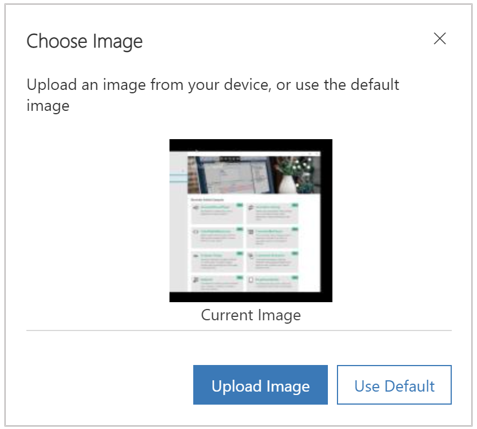 Choose Image
Upload an image from your device, or use the default
image
Current Image
Upload Image
Use Default